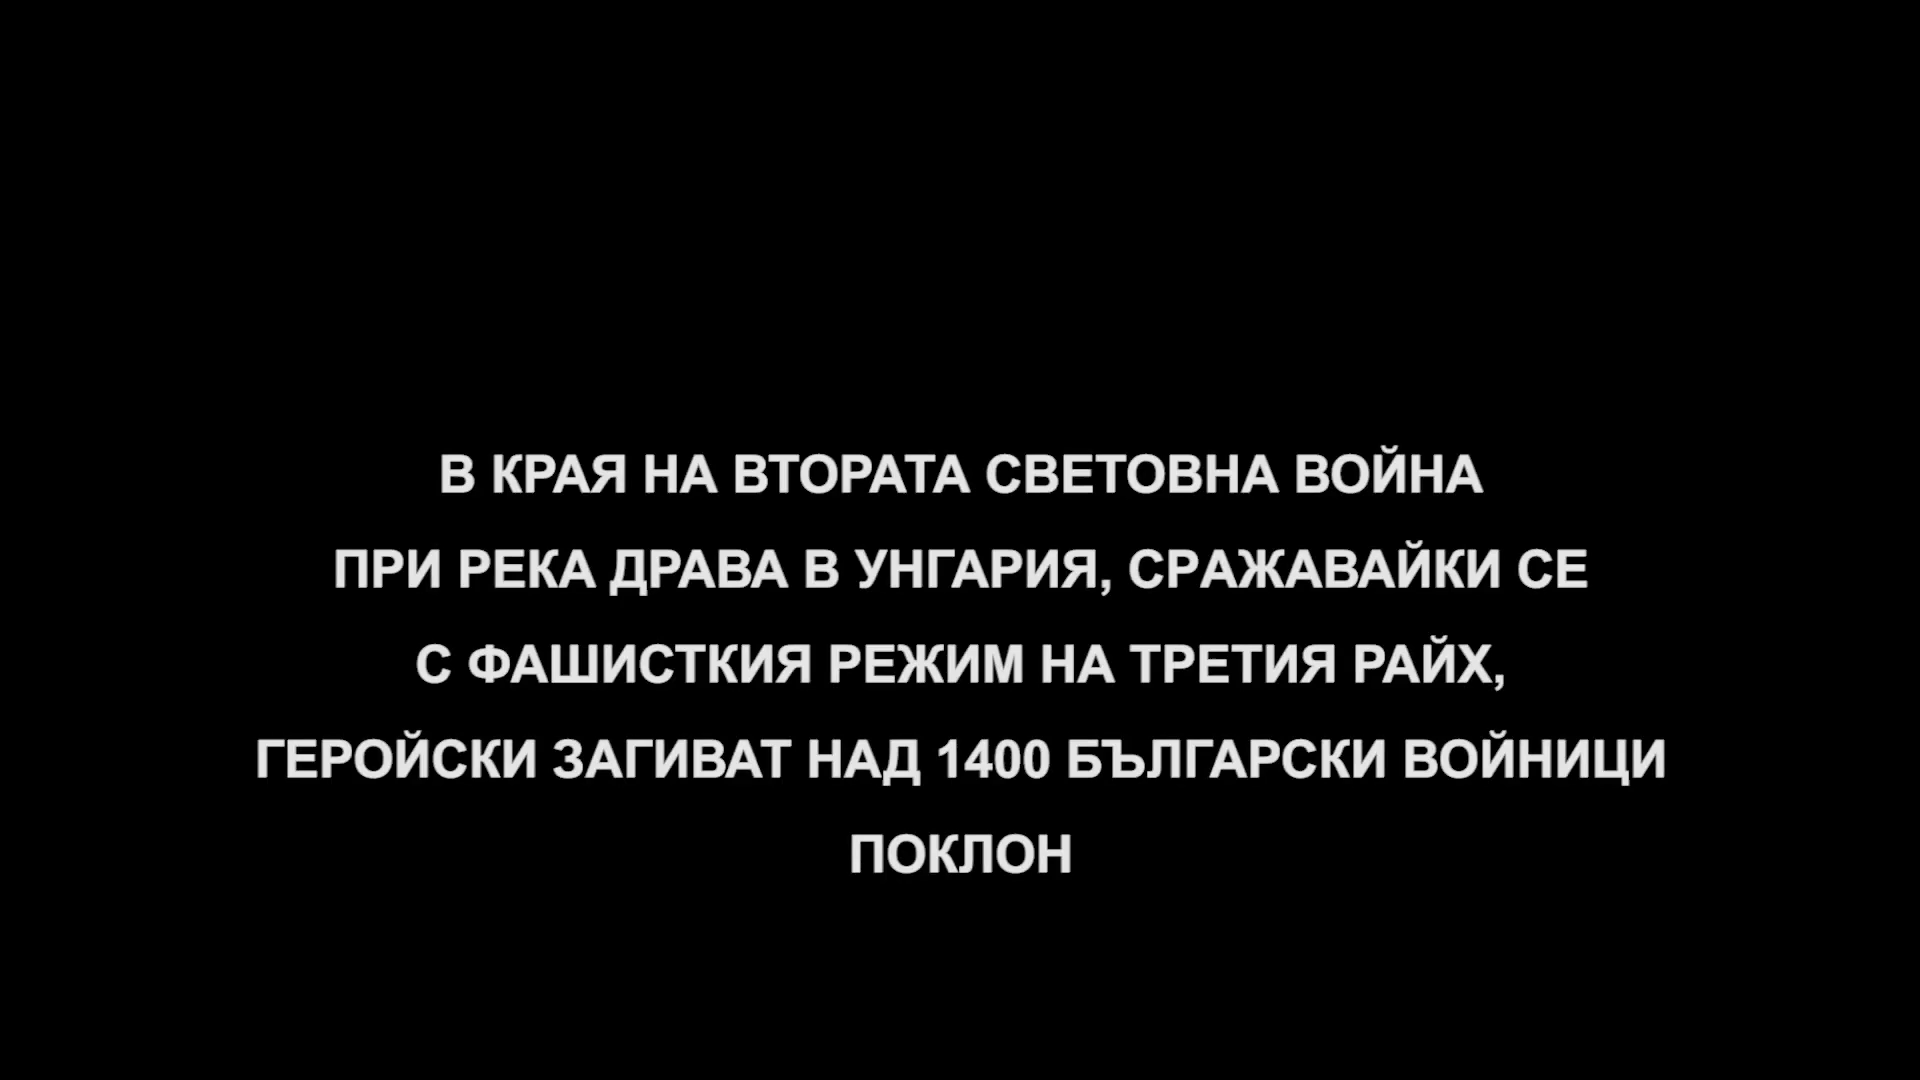 В КРАЯ НА ВТОРАТА СВЕТОВНА ВОЙНА
ПРИ РЕКА ДРАВА В УНГАРИЯ, СРАЖАВАЙКИ СЕ
С ФАШИСТКИЯ РЕЖИМ НА ТРЕТИЯ РАЙХ,
ГЕРОЙСКИ ЗАГИВАТ НАД 1400 БЪЛГАРСКИ ВОЙНИЦИ
ПОКЛОН